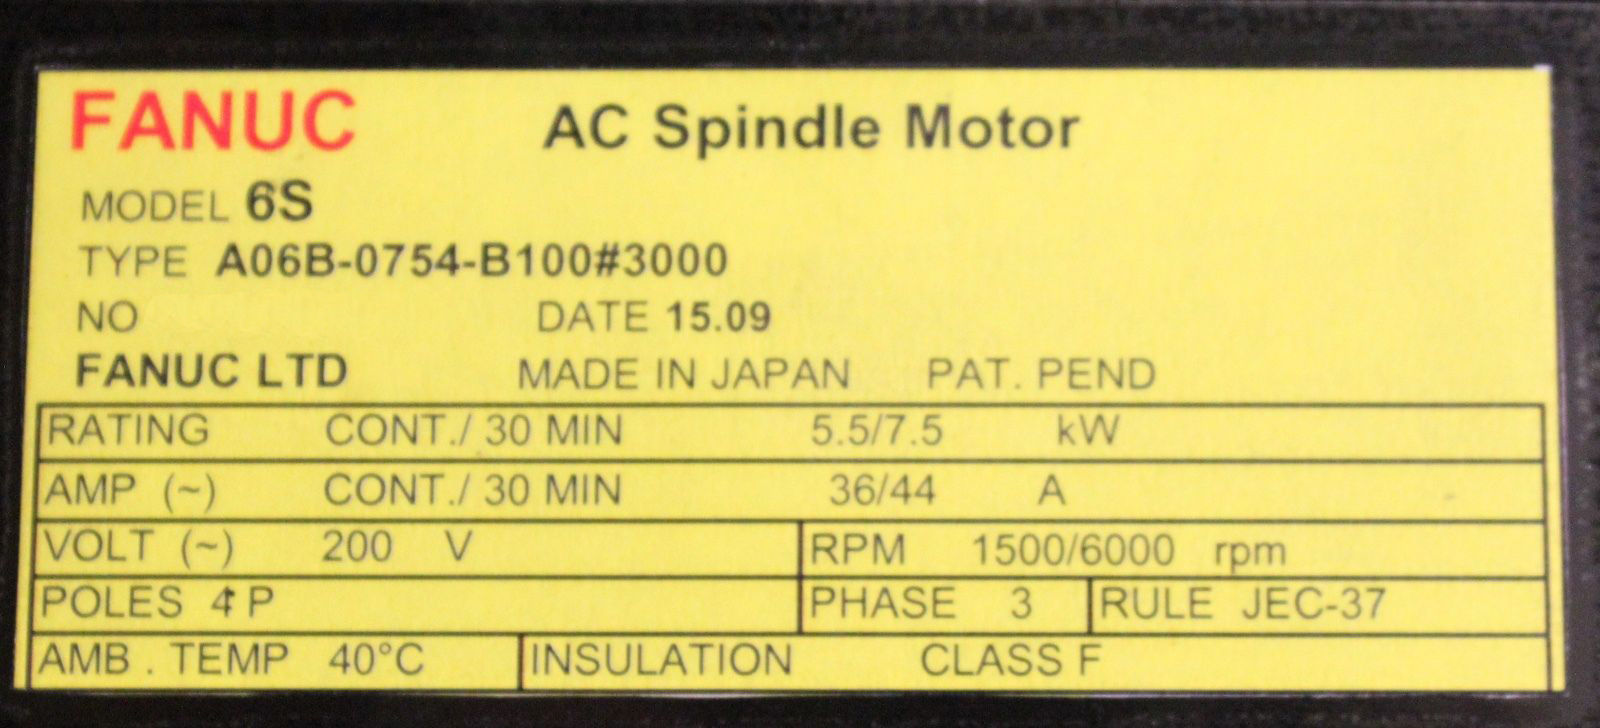 FANUC AC Spindle Motor
MODEL 6S
TYPE A06B-0754-B100#3000
NO DATE 15.09
FANUC LTD MADE IN JAPAN PAT. PEND
RATING CONT./ 30 MIN 5.5/7.5 kW
AMP (~) CONT./ 30 MIN 36/44 A
VOLT (~) 200 V RPM 1500/6000 rpm
POLES 4 P PHASE 3 RULE JEC-37
AMB . TEMP 40°C INSULATION CLASS F